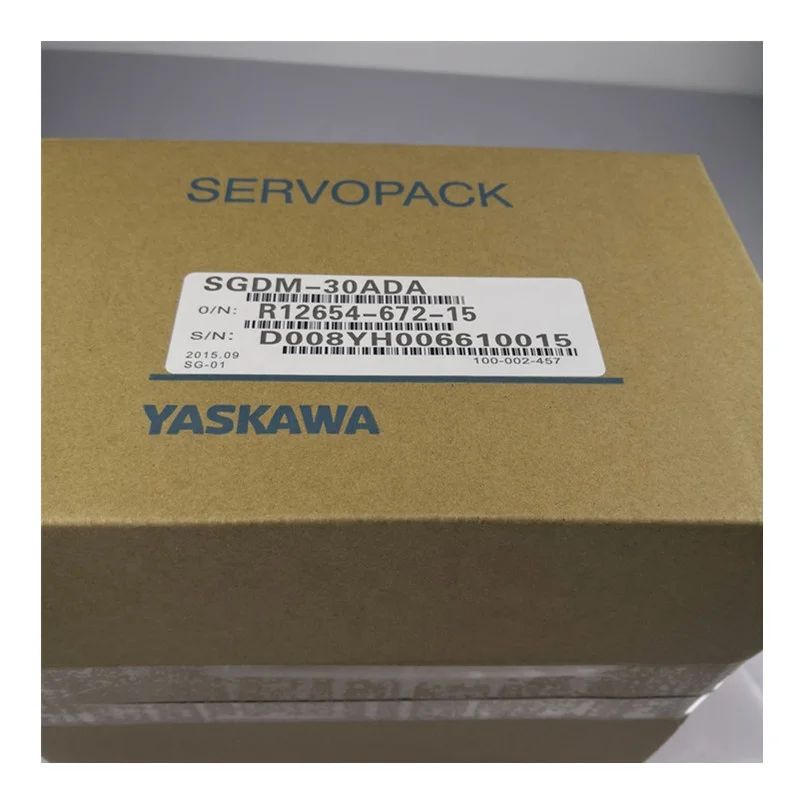 SERVOPACK
SGDM-30ADA
O/N: R12654-672-15
S/N: D008YH006610015
2015.09
SG-01 100-002-457
YASKAWA